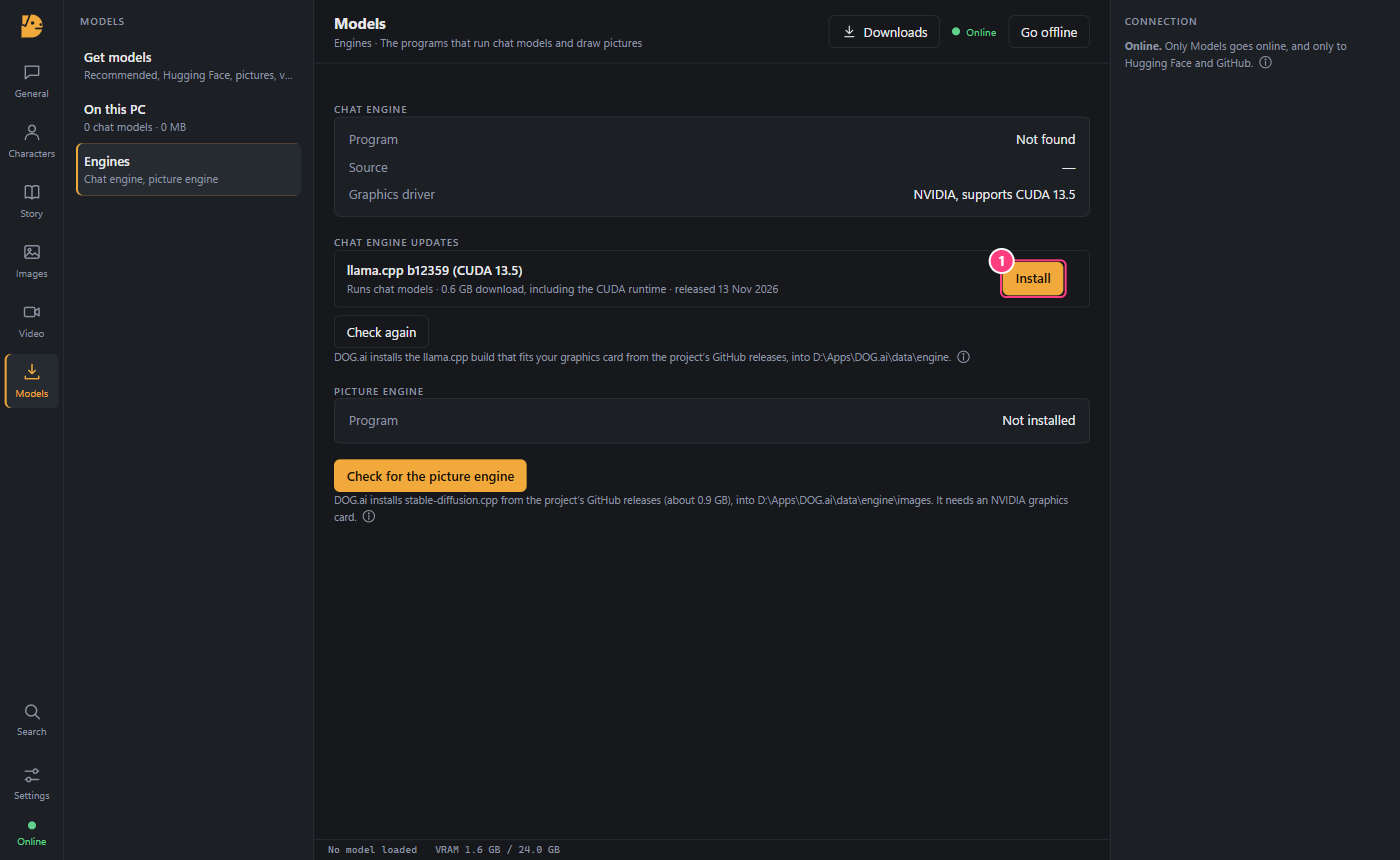 General
Characters
Story
Images
Video
Models
Search
Settings
Online
MODELS
Get models
Recommended, Hugging Face, pictures, v...
On this PC
0 chat models · 0 MB
Engines
Chat engine, picture engine
Models
Engines · The programs that run chat models and draw pictures
Downloads
Online
Go offline
CHAT ENGINE
Program Not found
Source —
Graphics driver NVIDIA, supports CUDA 13.5
CHAT ENGINE UPDATES
llama.cpp b12359 (CUDA 13.5)
Runs chat models · 0.6 GB download, including the CUDA runtime · released 13 Nov 2026
1
Install
Check again
DOG.ai installs the llama.cpp build that fits your graphics card from the project's GitHub releases, into D:\Apps\DOG.ai\data\engine.
PICTURE ENGINE
Program Not installed
Check for the picture engine
DOG.ai installs stable-diffusion.cpp from the project's GitHub releases (about 0.9 GB), into D:\Apps\DOG.ai\data\engine\images. It needs an NVIDIA graphics
card.
No model loaded VRAM 1.6 GB / 24.0 GB
CONNECTION
Online. Only Models goes online, and only to
Hugging Face and GitHub.